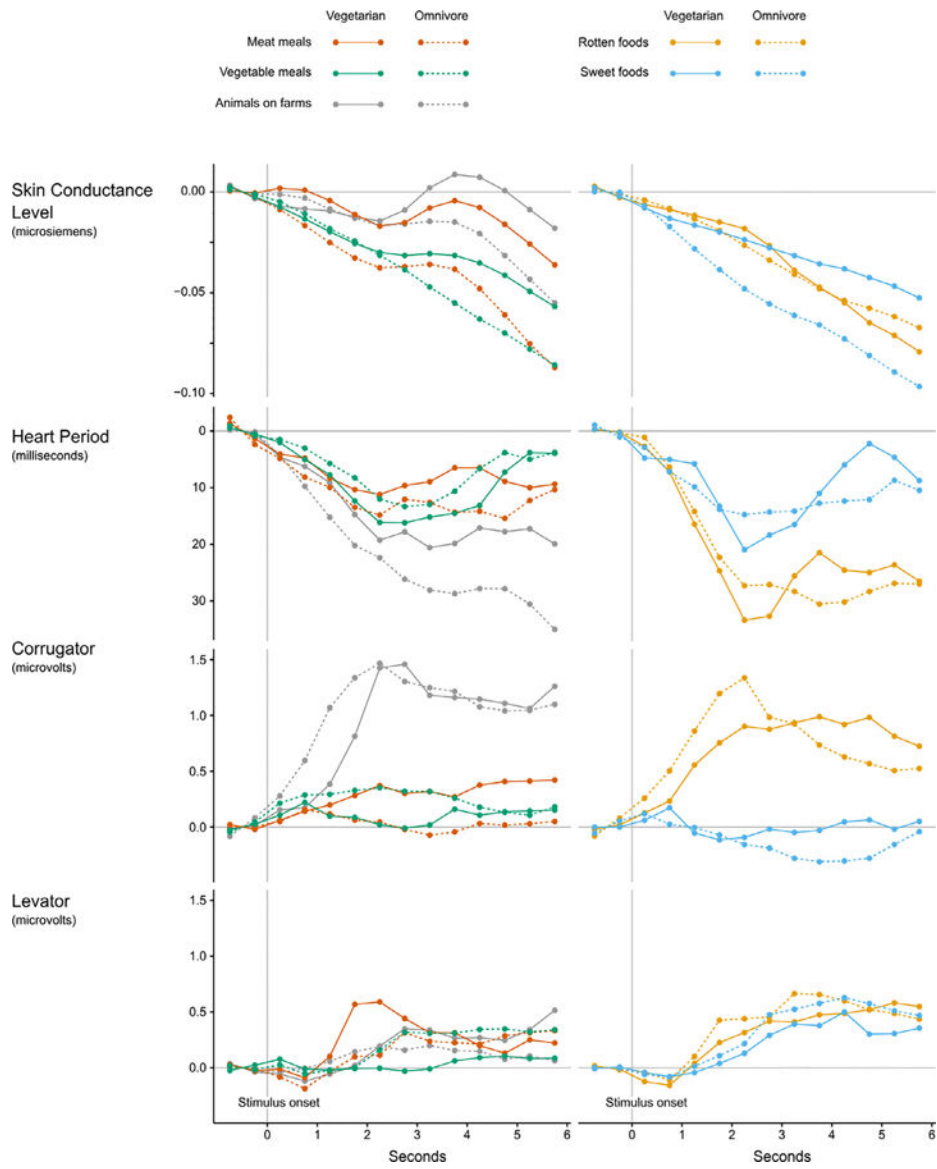 Vegetarian Omnivore Vegetarian Omnivore
Meat meals Rotten foods
Vegetable meals Sweet foods
Animals on farms
Skin Conductance
Level
(microsiemens)
0.00
−0.05
−0.10
Heart Period
(milliseconds)
0
10
20
30
Corrugator
(microvolts)
1.5
1.0
0.5
0.0
Levator
(microvolts)
1.5
1.0
0.5
0.0
Stimulus onset Stimulus onset
0 1 2 3 4 5 6 0 1 2 3 4 5 6
Seconds Seconds